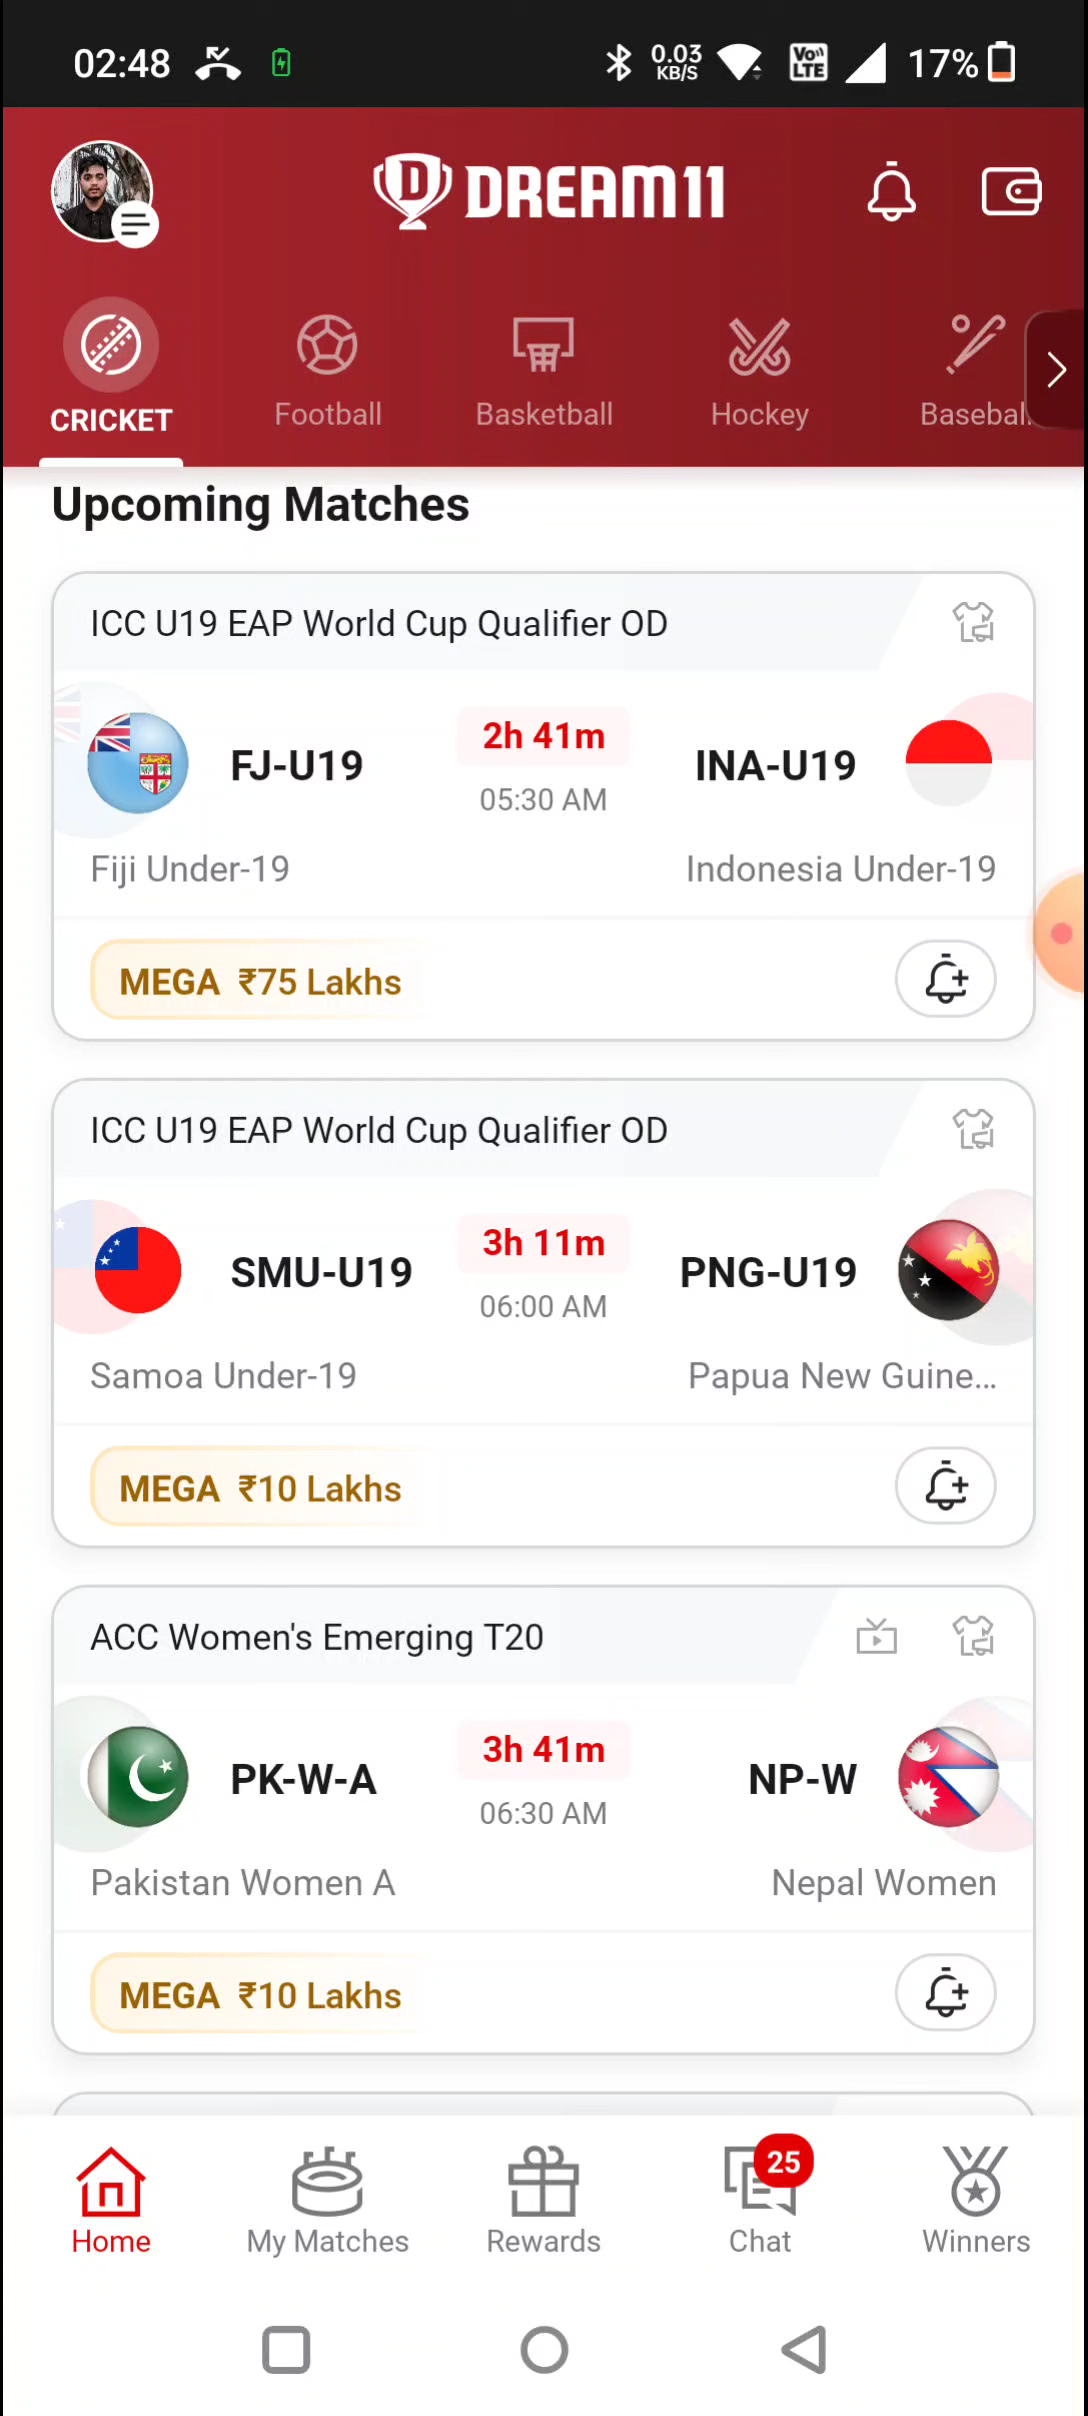 02:48
0.03 KB/S
Vo LTE
17%
DREAM11
CRICKET
Football
Basketball
Hockey
Basebal
Upcoming Matches
ICC U19 EAP World Cup Qualifier OD
FJ-U19
2h 41m
INA-U19
05:30 AM
Fiji Under-19
Indonesia Under-19
MEGA ₹75 Lakhs
ICC U19 EAP World Cup Qualifier OD
SMU-U19
3h 11m
PNG-U19
06:00 AM
Samoa Under-19
Papua New Guine...
MEGA ₹10 Lakhs
ACC Women's Emerging T20
PK-W-A
3h 41m
NP-W
06:30 AM
Pakistan Women A
Nepal Women
MEGA ₹10 Lakhs
25
Home
My Matches
Rewards
Chat
Winners